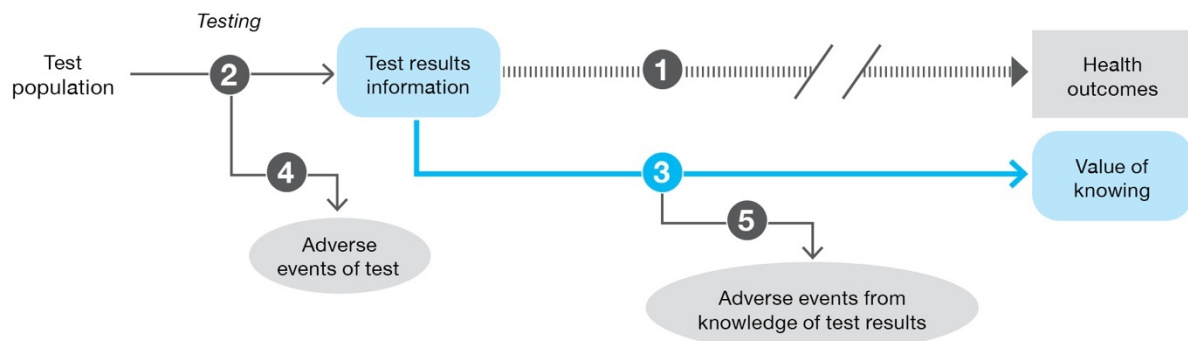 Testing
Test
population
2
Test results
information
1
Health
outcomes
3
Value of
knowing
4
Adverse
events of test
5
Adverse events from
knowledge of test results